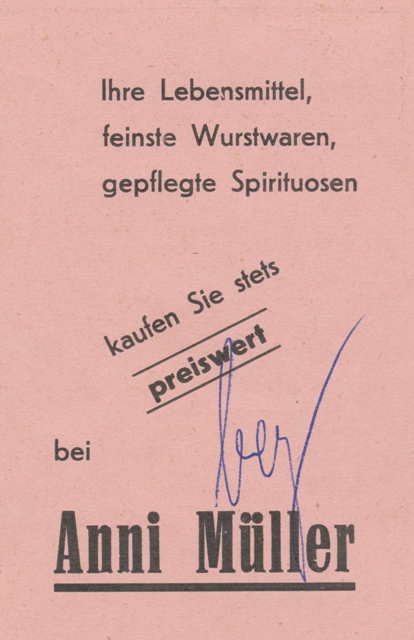 Ihre Lebensmittel,
feinste Wurstwaren,
gepflegte Spirituosen
kaufen Sie stets
preiswert
bei
Anni Müller